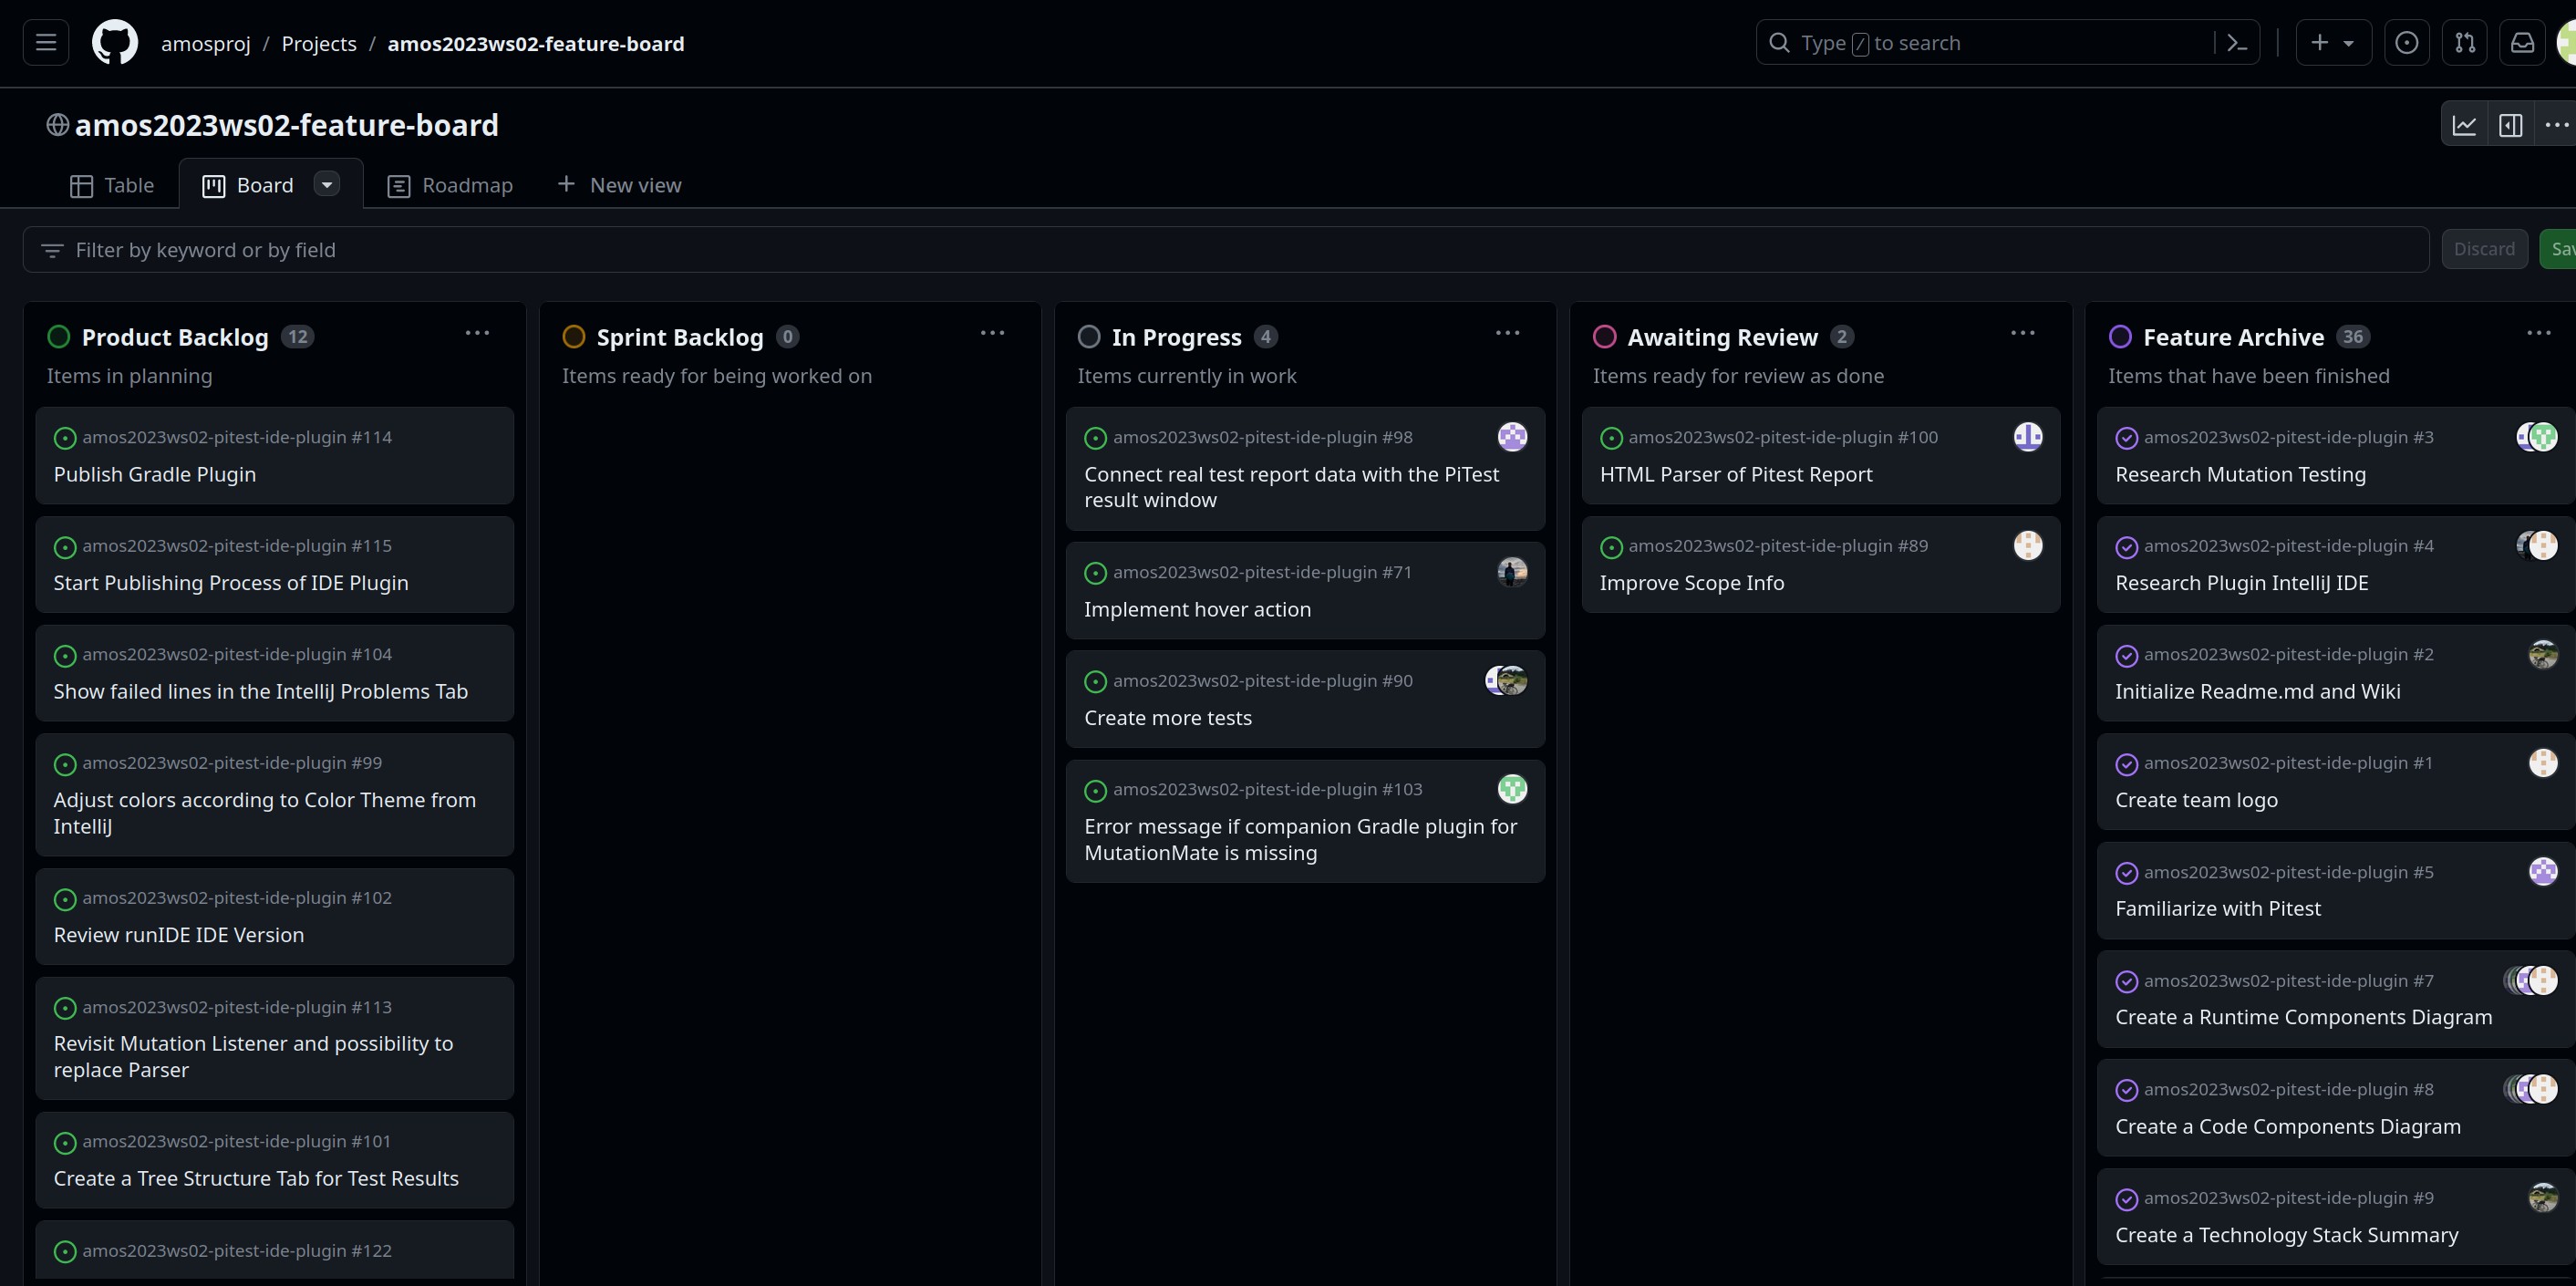 amosproj / Projects / amos2023ws02-feature-board
Type / to search
amos2023ws02-feature-board
Table
Board
Roadmap
New view
Filter by keyword or by field
Discard
Sav
Product Backlog 12
Items in planning
amos2023ws02-pitest-ide-plugin #114
Publish Gradle Plugin
amos2023ws02-pitest-ide-plugin #115
Start Publishing Process of IDE Plugin
amos2023ws02-pitest-ide-plugin #104
Show failed lines in the IntelliJ Problems Tab
amos2023ws02-pitest-ide-plugin #99
Adjust colors according to Color Theme from
IntelliJ
amos2023ws02-pitest-ide-plugin #102
Review runIDE IDE Version
amos2023ws02-pitest-ide-plugin #113
Revisit Mutation Listener and possibility to
replace Parser
amos2023ws02-pitest-ide-plugin #101
Create a Tree Structure Tab for Test Results
amos2023ws02-pitest-ide-plugin #122
Sprint Backlog 0
Items ready for being worked on
In Progress 4
Items currently in work
amos2023ws02-pitest-ide-plugin #98
Connect real test report data with the PiTest
result window
amos2023ws02-pitest-ide-plugin #71
Implement hover action
amos2023ws02-pitest-ide-plugin #90
Create more tests
amos2023ws02-pitest-ide-plugin #103
Error message if companion Gradle plugin for
MutationMate is missing
Awaiting Review 2
Items ready for review as done
amos2023ws02-pitest-ide-plugin #100
HTML Parser of Pitest Report
amos2023ws02-pitest-ide-plugin #89
Improve Scope Info
Feature Archive 36
Items that have been finished
amos2023ws02-pitest-ide-plugin #3
Research Mutation Testing
amos2023ws02-pitest-ide-plugin #4
Research Plugin IntelliJ IDE
amos2023ws02-pitest-ide-plugin #2
Initialize Readme.md and Wiki
amos2023ws02-pitest-ide-plugin #1
Create team logo
amos2023ws02-pitest-ide-plugin #5
Familiarize with Pitest
amos2023ws02-pitest-ide-plugin #7
Create a Runtime Components Diagram
amos2023ws02-pitest-ide-plugin #8
Create a Code Components Diagram
amos2023ws02-pitest-ide-plugin #9
Create a Technology Stack Summary